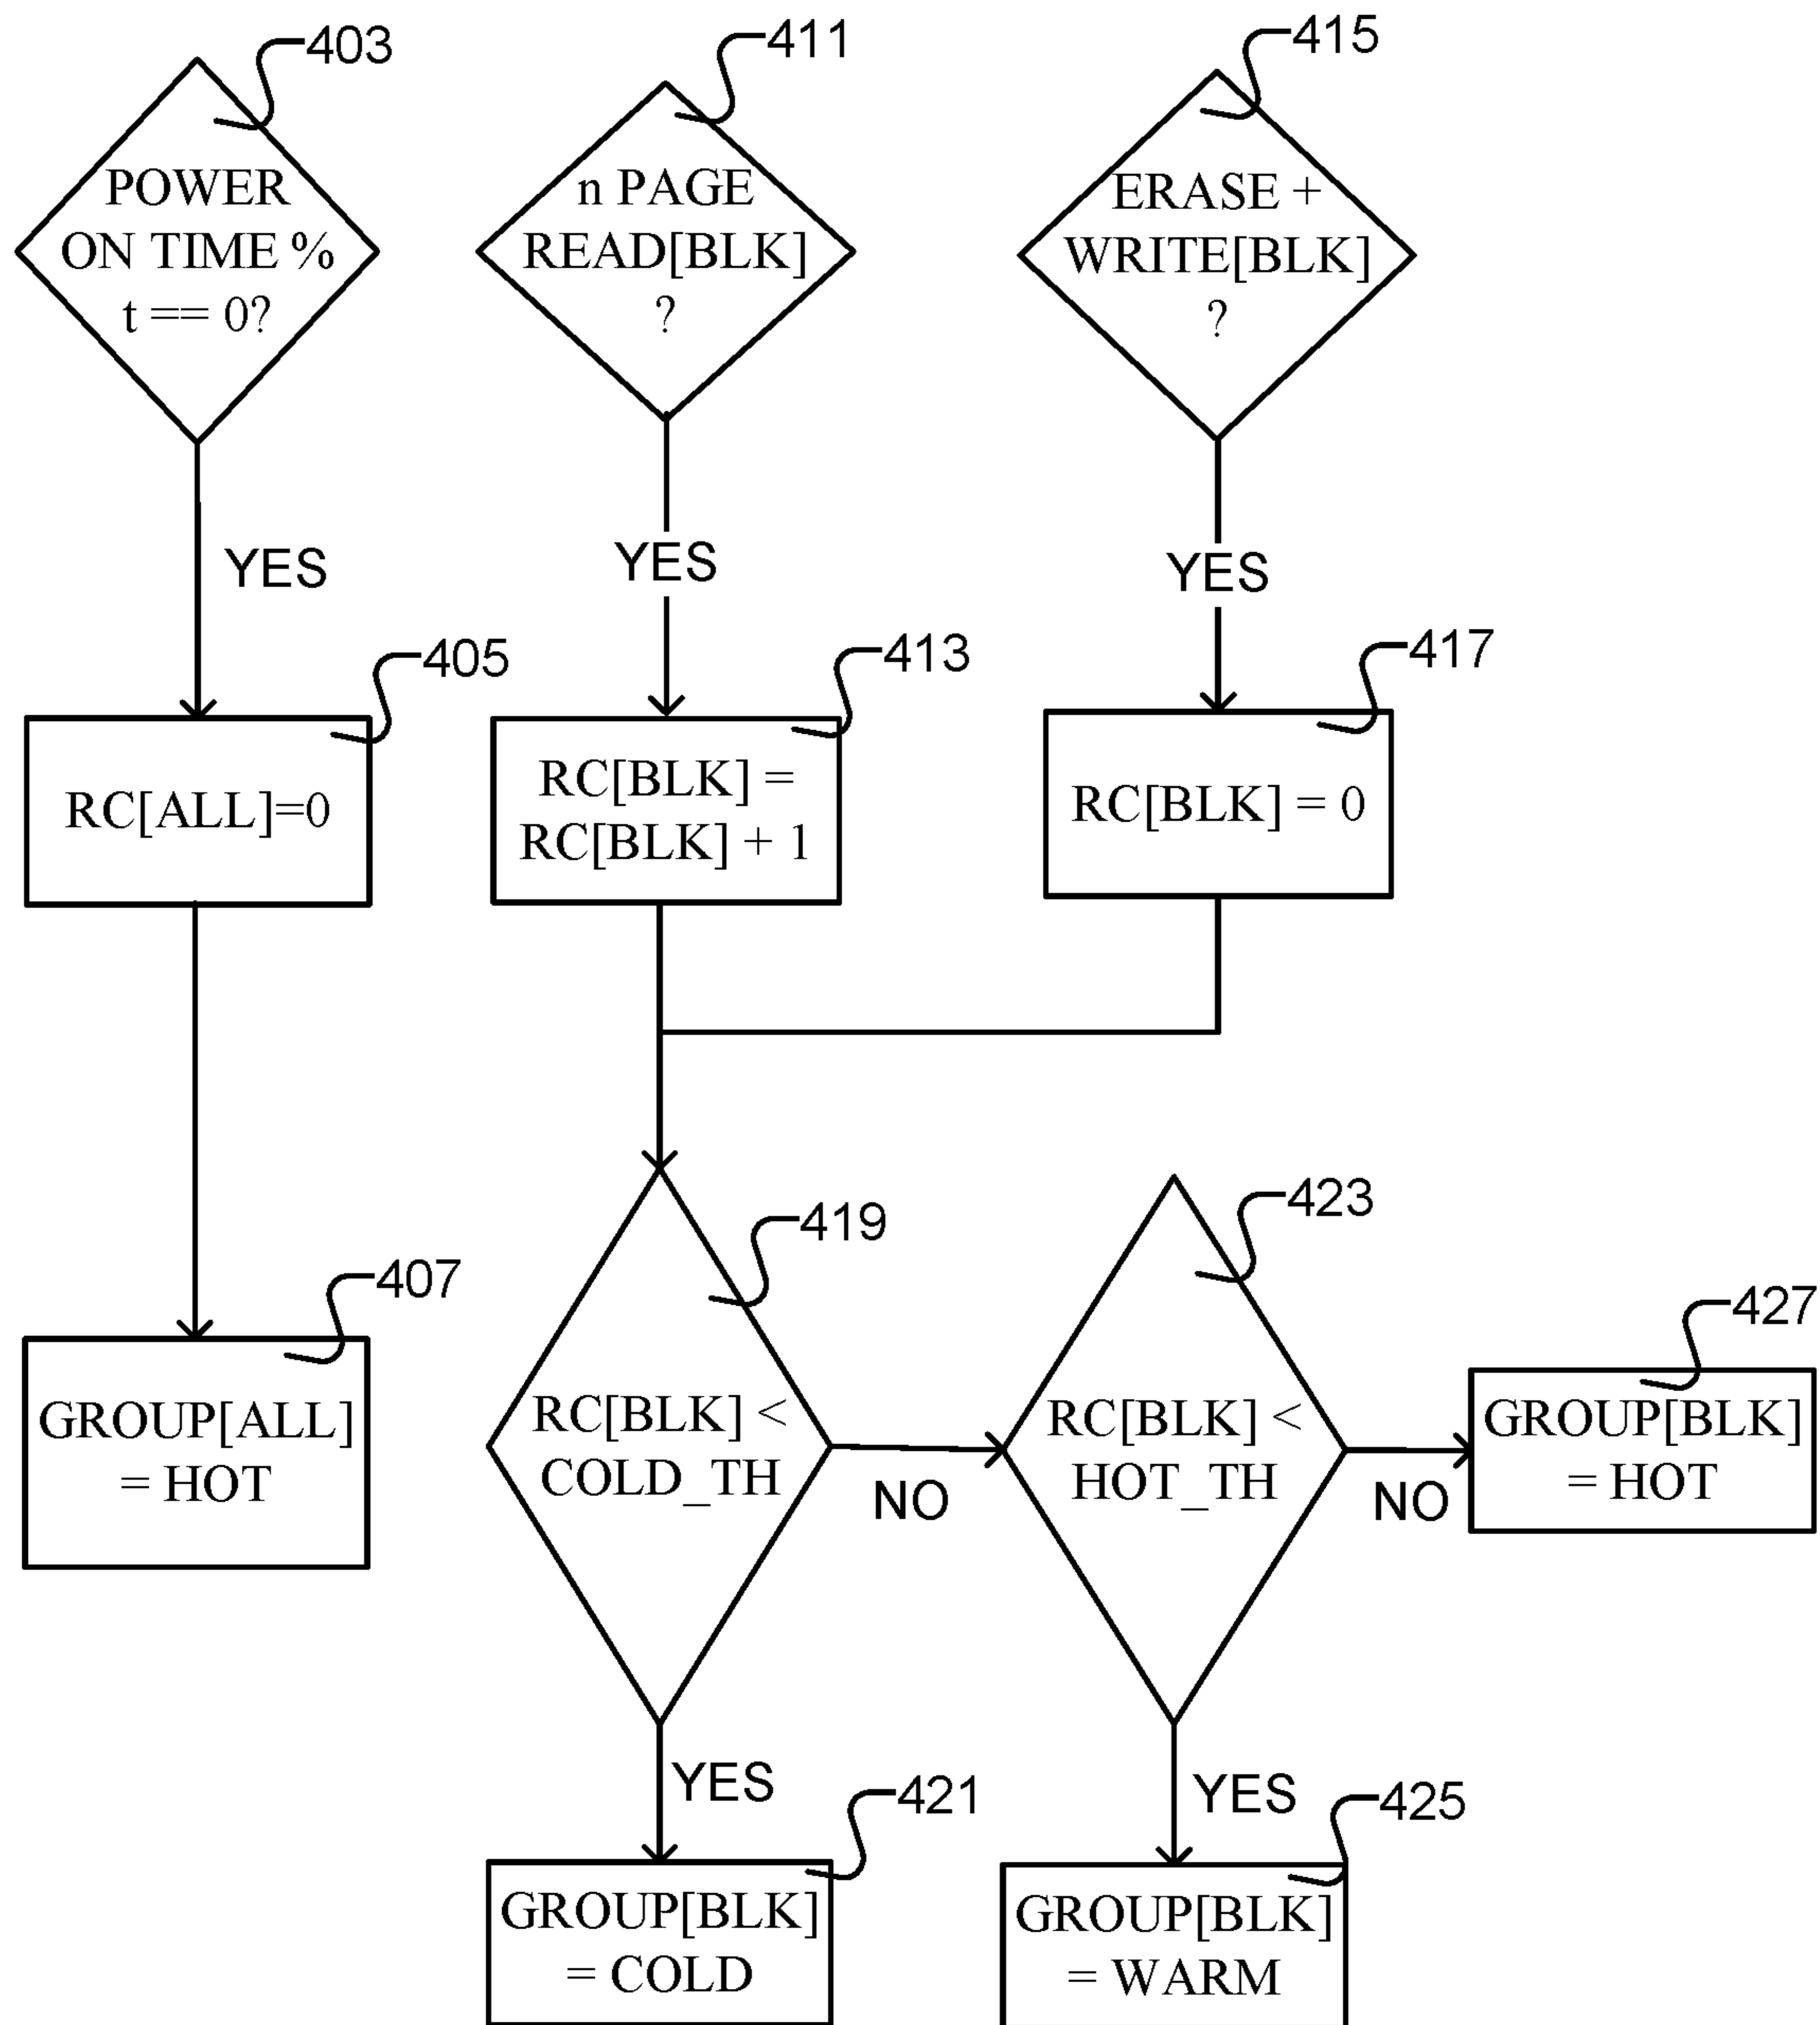 403
POWER
ON TIME %
t == 0?
411
n PAGE
READ[BLK]
?
415
ERASE +
WRITE[BLK]
?
YES
YES
YES
405
RC[ALL]=0
413
RC[BLK] =
RC[BLK] + 1
417
RC[BLK] = 0
407
GROUP[ALL]
= HOT
419
RC[BLK] <
COLD_TH
NO
423
RC[BLK] <
HOT_TH
NO
427
GROUP[BLK]
= HOT
YES
421
GROUP[BLK]
= COLD
YES
425
GROUP[BLK]
= WARM